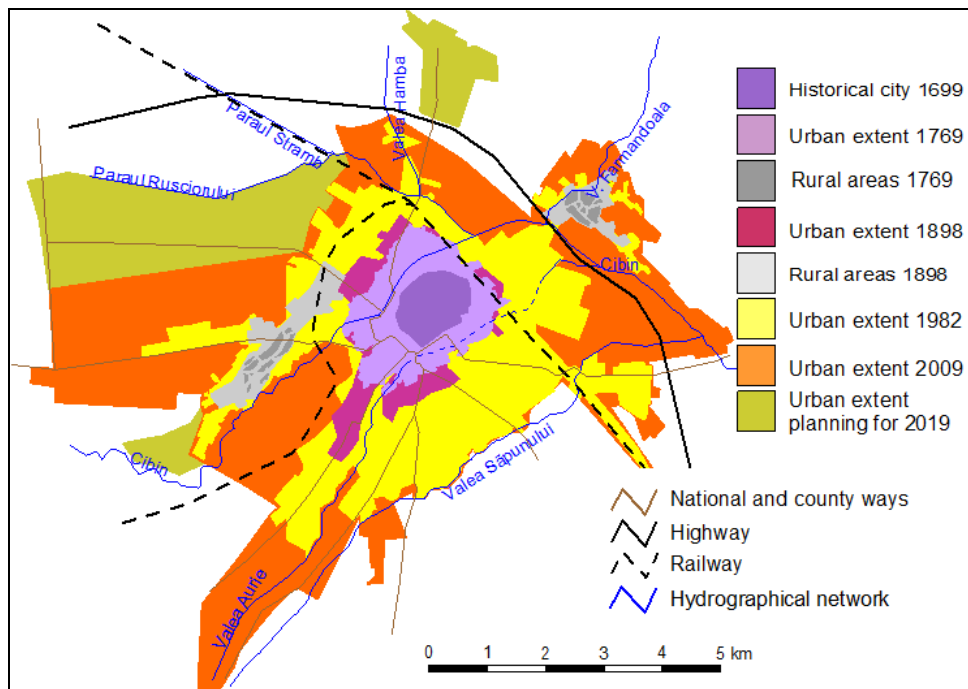 Valea Hamba
Paraul Stramb
Farmandoala
Paraul Rusciorului
Cibin
Cibin
Valea Săpunului
Valea Aurie
Historical city 1699
Urban extent 1769
Rural areas 1769
Urban extent 1898
Rural areas 1898
Urban extent 1982
Urban extent 2009
Urban extent
planning for 2019
National and county ways
Highway
Railway
Hydrographical network
0 1 2 3 4 5 km